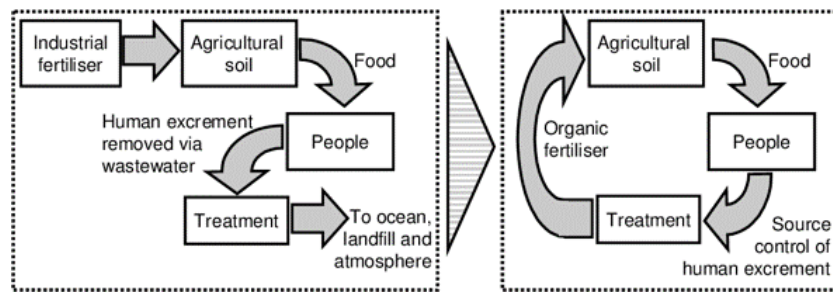 Industrial
fertiliser
Agricultural
soil
Food
People
Human excrement
removed via
wastewater
Treatment
To ocean,
landfill and
atmosphere
Agricultural
soil
Food
People
Organic
fertiliser
Treatment
Source
control of
human excrement